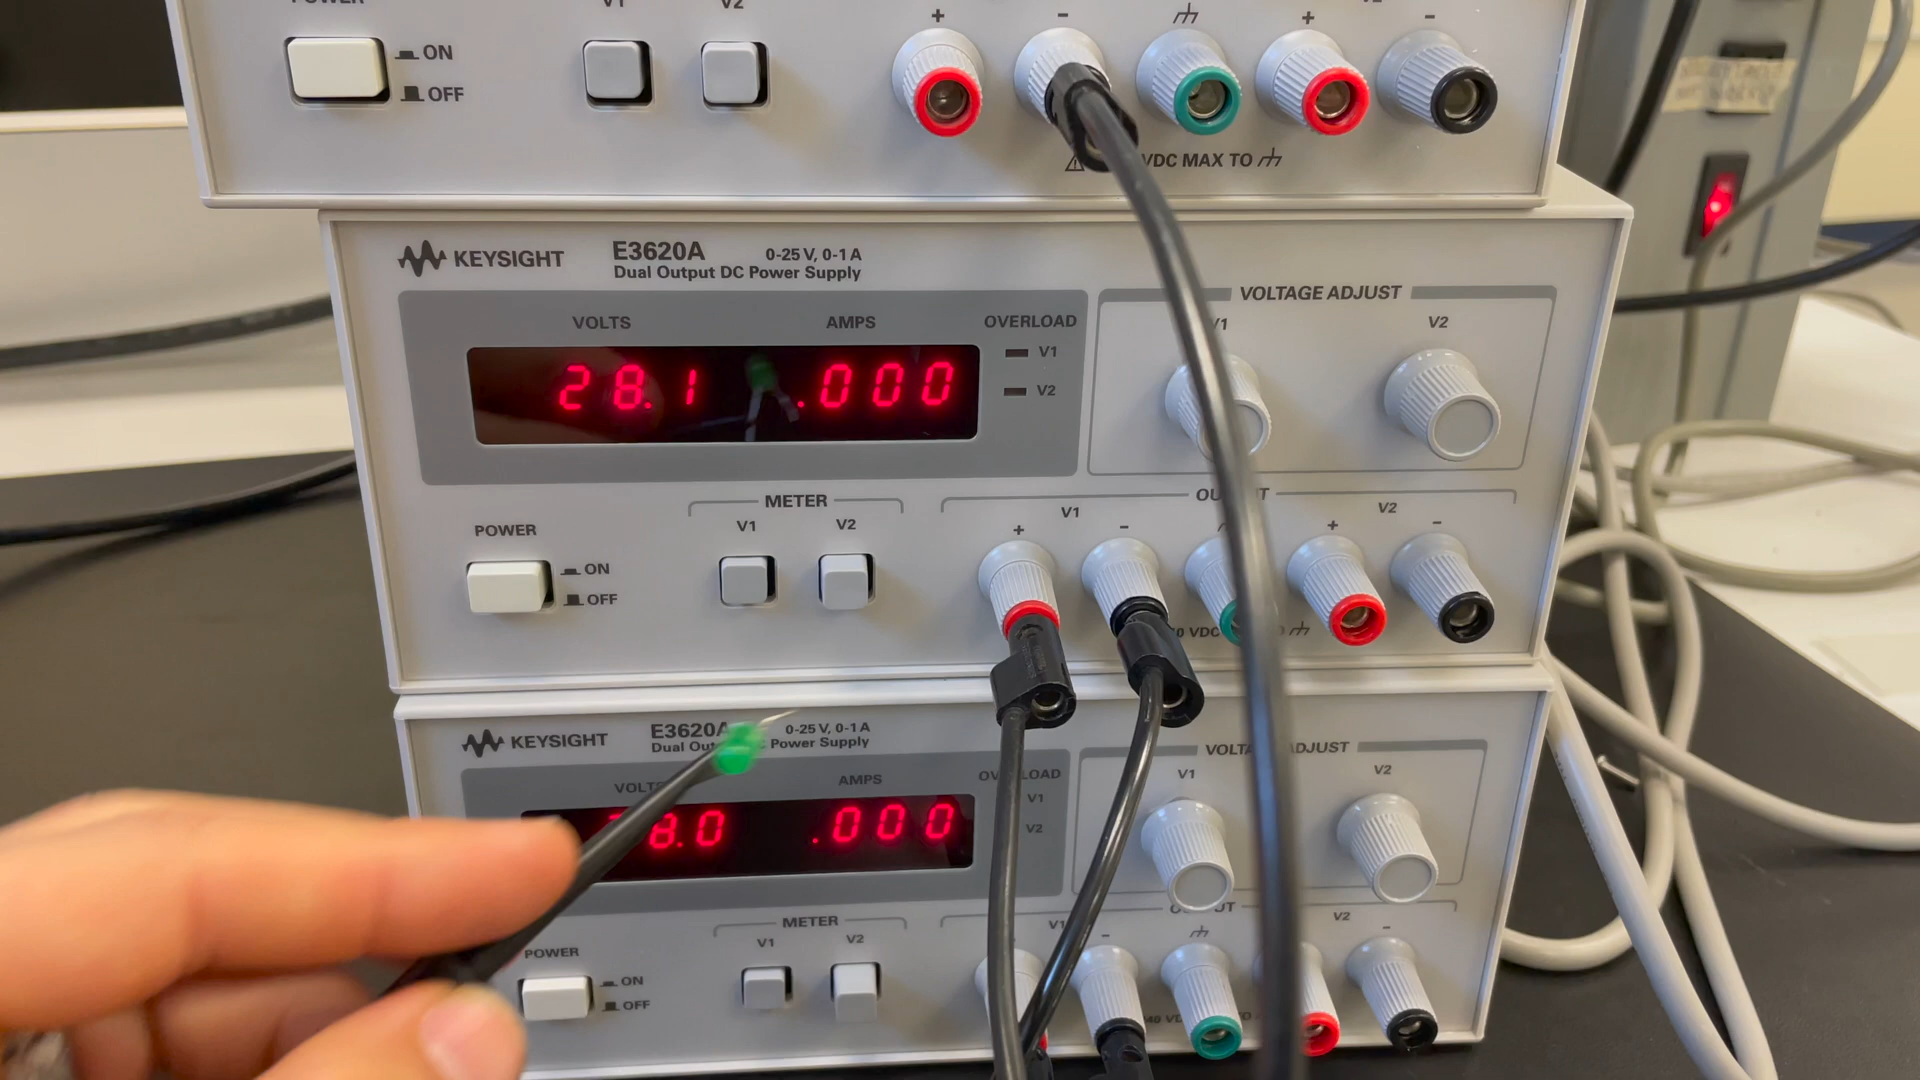 ON
OFF
+ - + -
VDC MAX TO
KEYSIGHT
E3620A
0-25 V, 0-1 A
Dual Output DC Power Supply
VOLTS
AMPS
OVERLOAD
V1
V2
28.1 .000
VOLTAGE ADJUST
V2
METER
V1 V2
POWER
ON
OFF
V1
V2
+ - + -
KEYSIGHT
E3620A
0-25 V, 0-1 A
Power Supply
AMPS
V1
V2
8.0 .000
V1 V2
METER
V1 V2
POWER
ON
OFF
V2